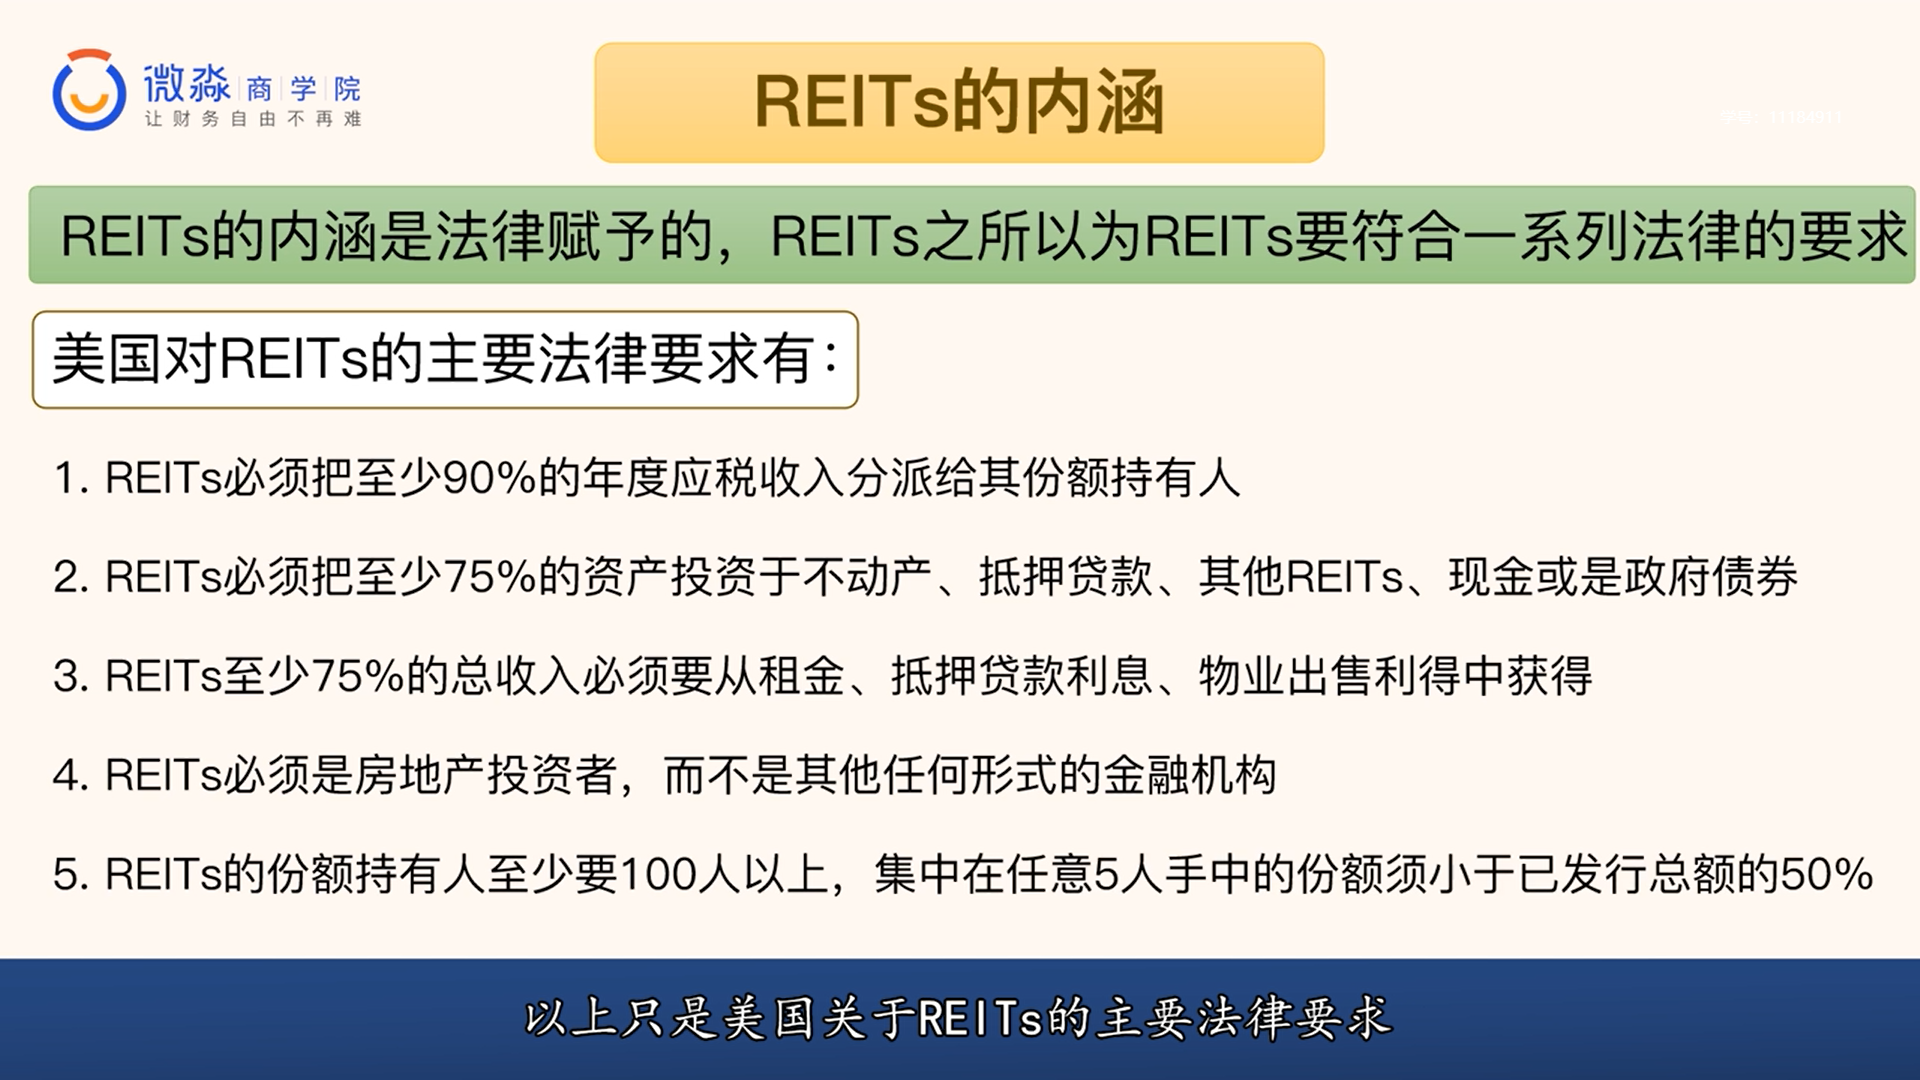 微淼 商 学 院
让财务自由不再难
REITs的内涵
学号：11184911
REITs的内涵是法律赋予的，REITs之所以为REITs要符合一系列法律的要求
美国对REITs的主要法律要求有：
1. REITs必须把至少90%的年度应税收入分派给其份额持有人
2. REITs必须把至少75%的资产投资于不动产、抵押贷款、其他REITs、现金或是政府债券
3. REITs至少75%的总收入必须要从租金、抵押贷款利息、物业出售利得中获得
4. REITs必须是房地产投资者，而不是其他任何形式的金融机构
5. REITs的份额持有人至少要100人以上，集中在任意5人手中的份额须小于已发行总额的50%
以上只是美国关于REITs的主要法律要求